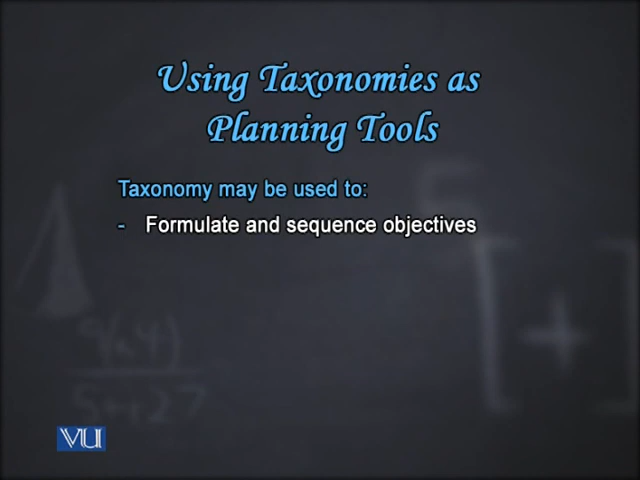 Using Taxonomies as
Planning Tools
Taxonomy may be used to:
- Formulate and sequence objectives
VU